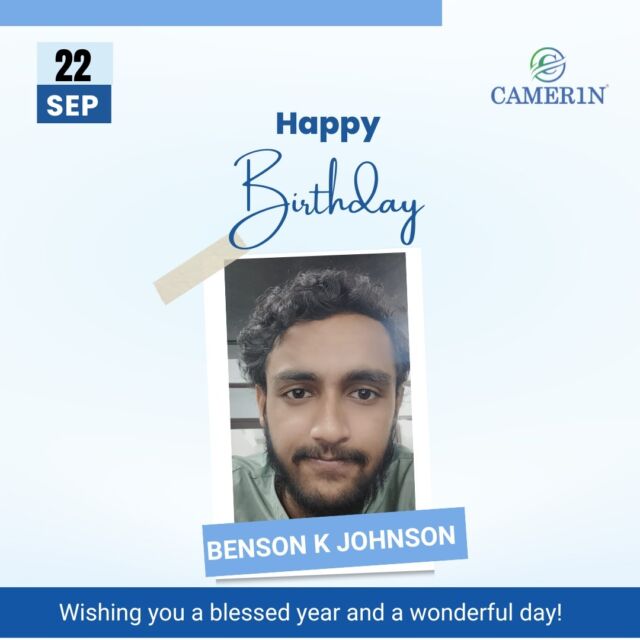 22
SEP
CAMER1N
Happy
Birthday
BENSON K JOHNSON
Wishing you a blessed year and a wonderful day!